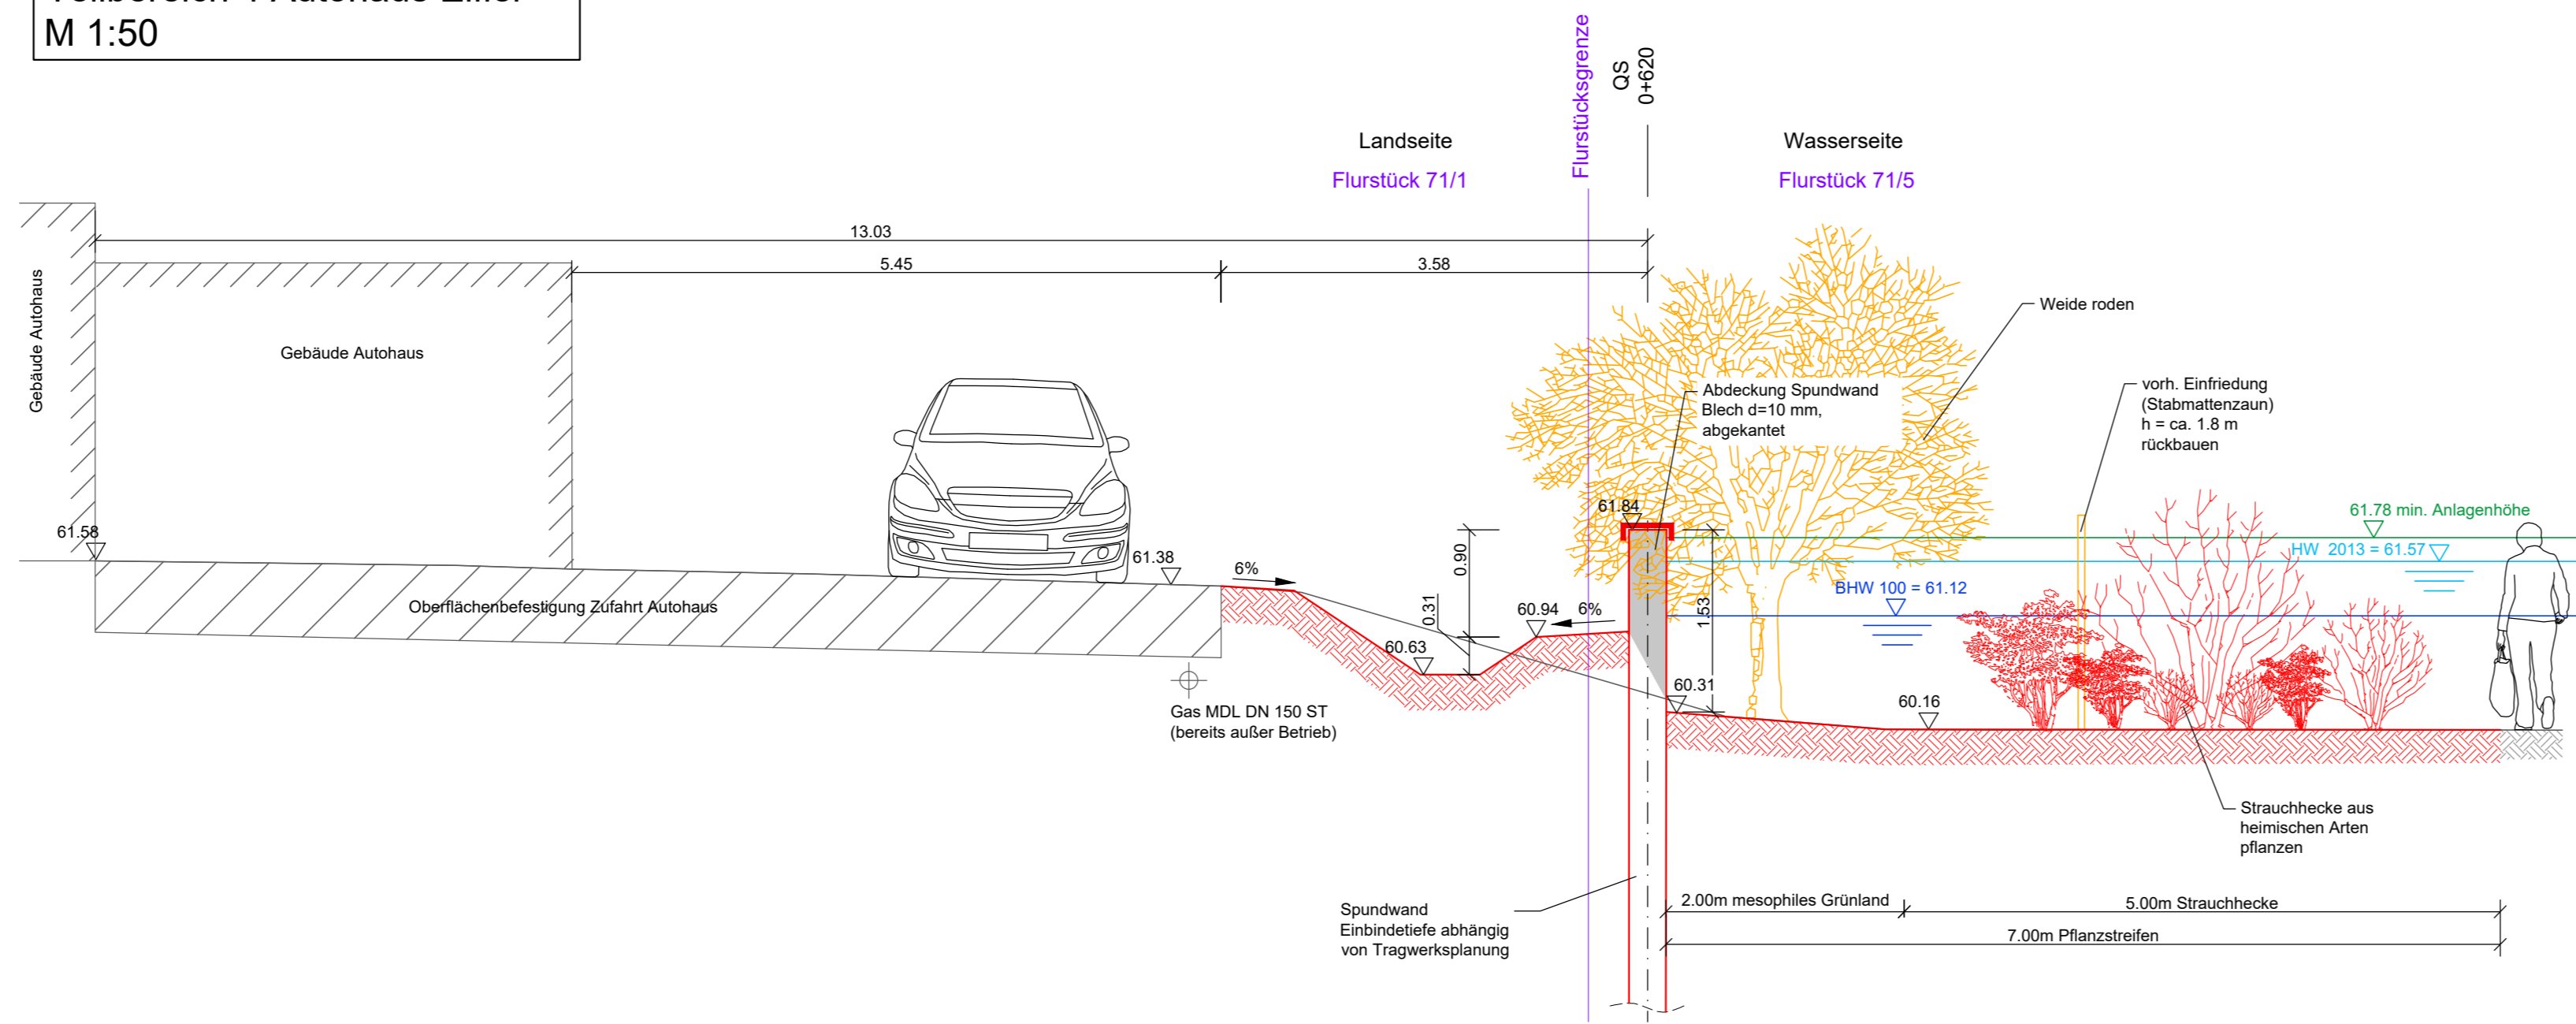 M 1:50
Flurstücksgrenze
QS
0+620
Landseite
Wasserseite
Flurstück 71/1
Flurstück 71/5
13.03
5.45
3.58
Gebäude Autohaus
Gebäude Autohaus
Weide roden
Abdeckung Spundwand
Blech d=10 mm,
abgekantet
vorh. Einfriedung
(Stabmattenzaun)
h = ca. 1.8 m
rückbauen
61.84
61.78 min. Anlagenhöhe
HW 2013 = 61.57
BHW 100 = 61.12
61.58
61.38
6%
0.90
0.31
60.94
6%
1.53
Oberflächenbefestigung Zufahrt Autohaus
60.63
60.31
60.16
Gas MDL DN 150 ST
(bereits außer Betrieb)
Strauchhecke aus
heimischen Arten
pflanzen
Spundwand
Einbindetiefe abhängig
von Tragwerksplanung
2.00m mesophiles Grünland
5.00m Strauchhecke
7.00m Pflanzstreifen